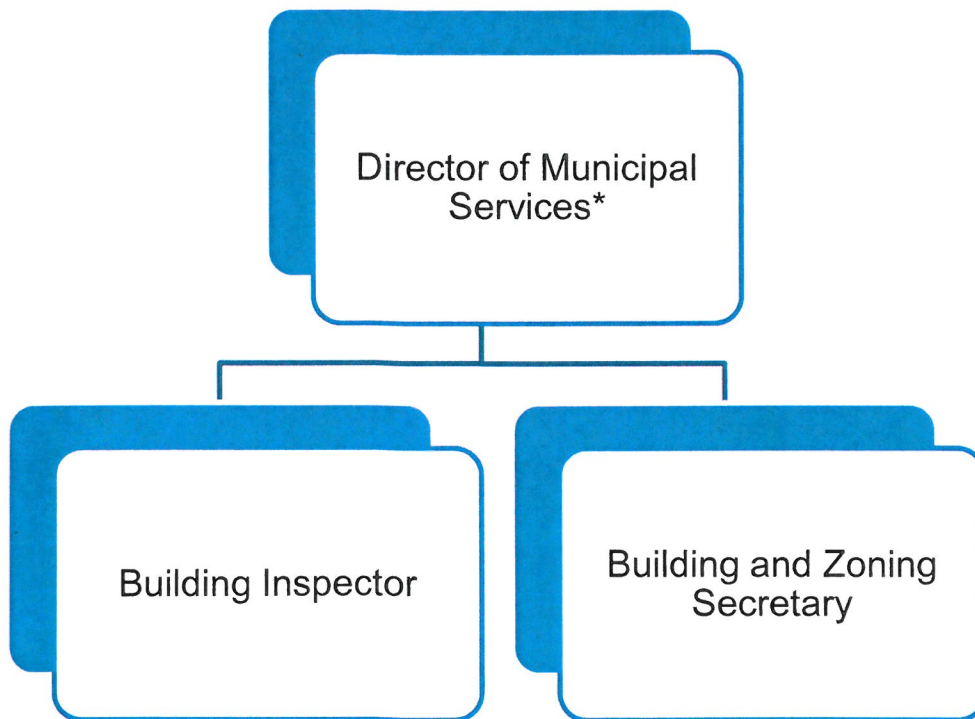 Director of Municipal
Services*
Building Inspector
Building and Zoning
Secretary